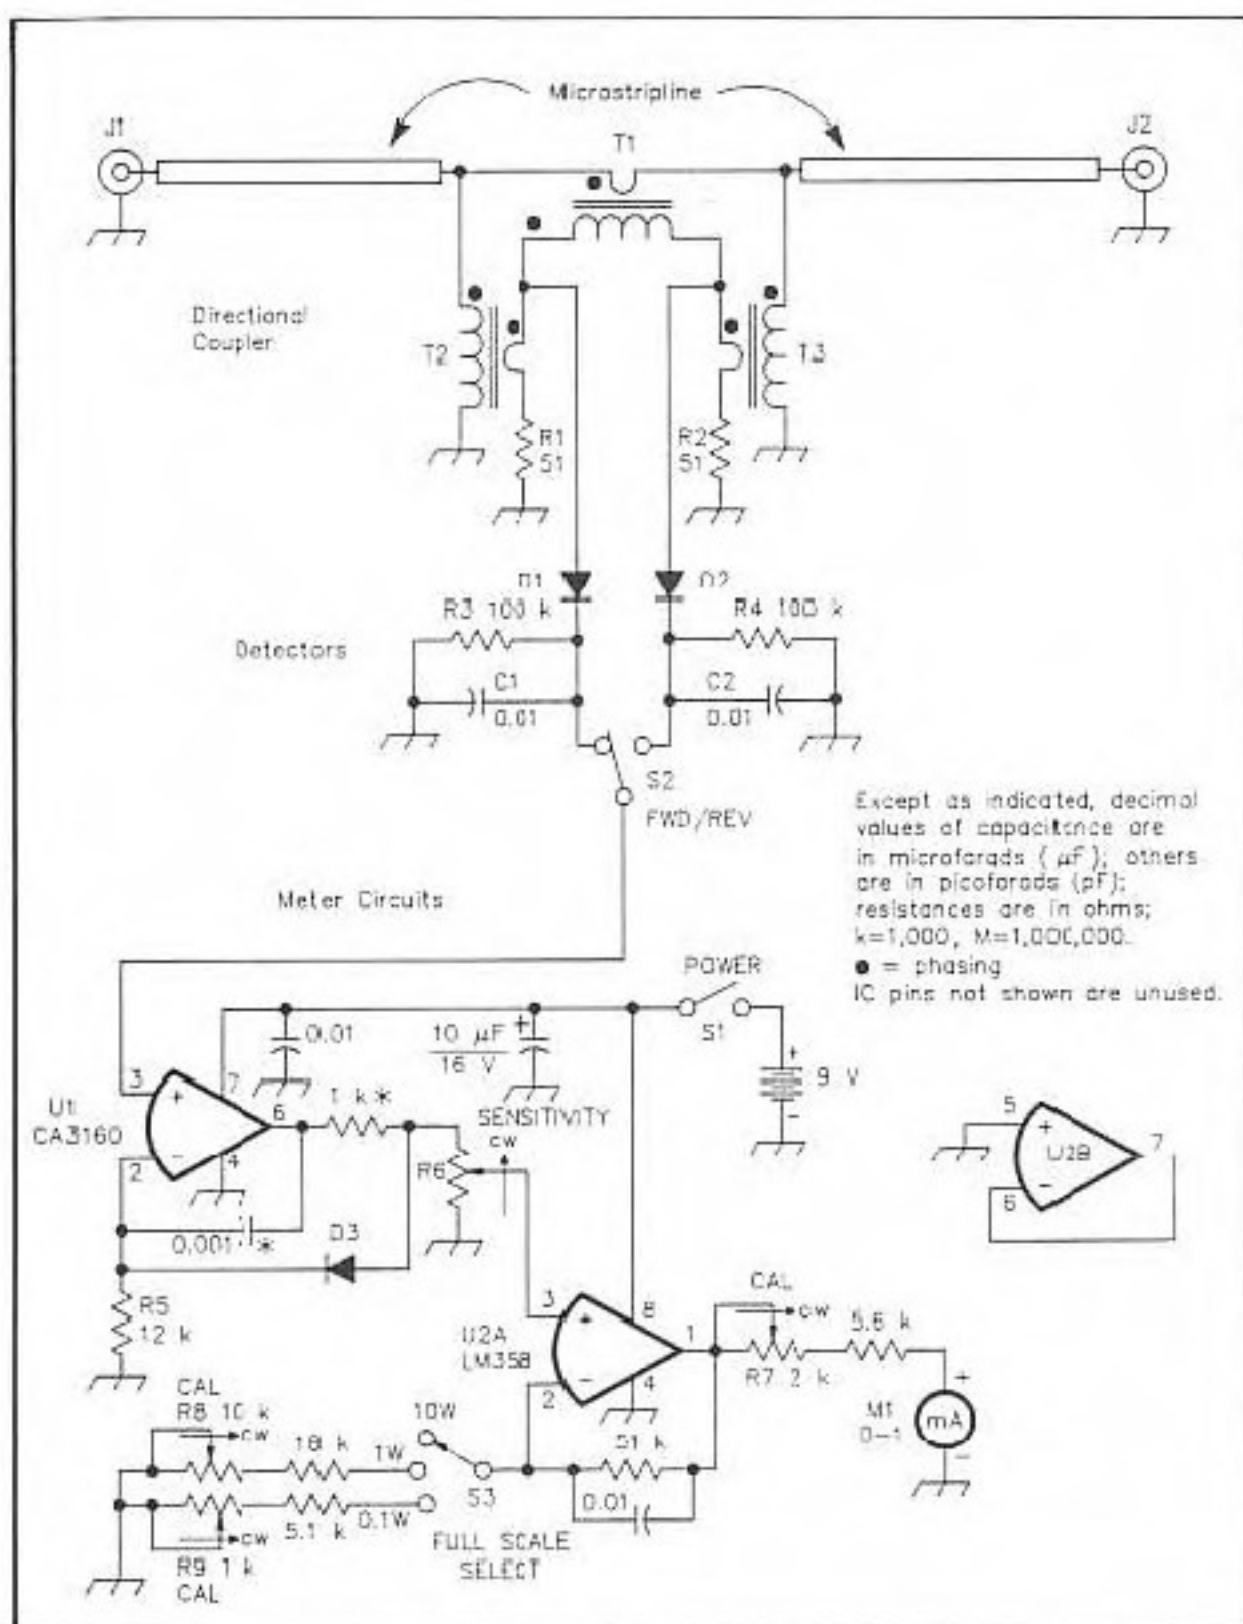 Microstripline
J1
T1
J2
Directional
Coupler
T2
T3
R1
51
R2
51
D1
D2
R3 100 k
R4 100 k
Detectors
C1
0.01
C2
0.01
S2
FWD/REV
Except as indicated, decimal
values of capacitance are
in microfarads ( µF ); others
are in picofarads (pF);
resistances are in ohms;
k=1,000, M=1,000,000.
● = phasing
IC pins not shown are unused.
Meter Circuits
POWER
S1
0.01
10 µF
16 V
+
+
9 V
-
3
+
7
U1
CA3160
6
1 k*
SENSITIVITY
cw
2
-
4
R6
5
+
U2B
7
6
-
0.001
*
D3
R5
12 k
CAL
cw
3
+
8
U2A
LM358
1
5.6 k
R7 2 k
2
-
4
+
M1
0-1
mA
-
CAL
R8 10 k
cw
18 k
10W
1W
51 k
S3
0.01
5.1 k
0.1W
cw
R9 1 k
CAL
FULL SCALE
SELECT